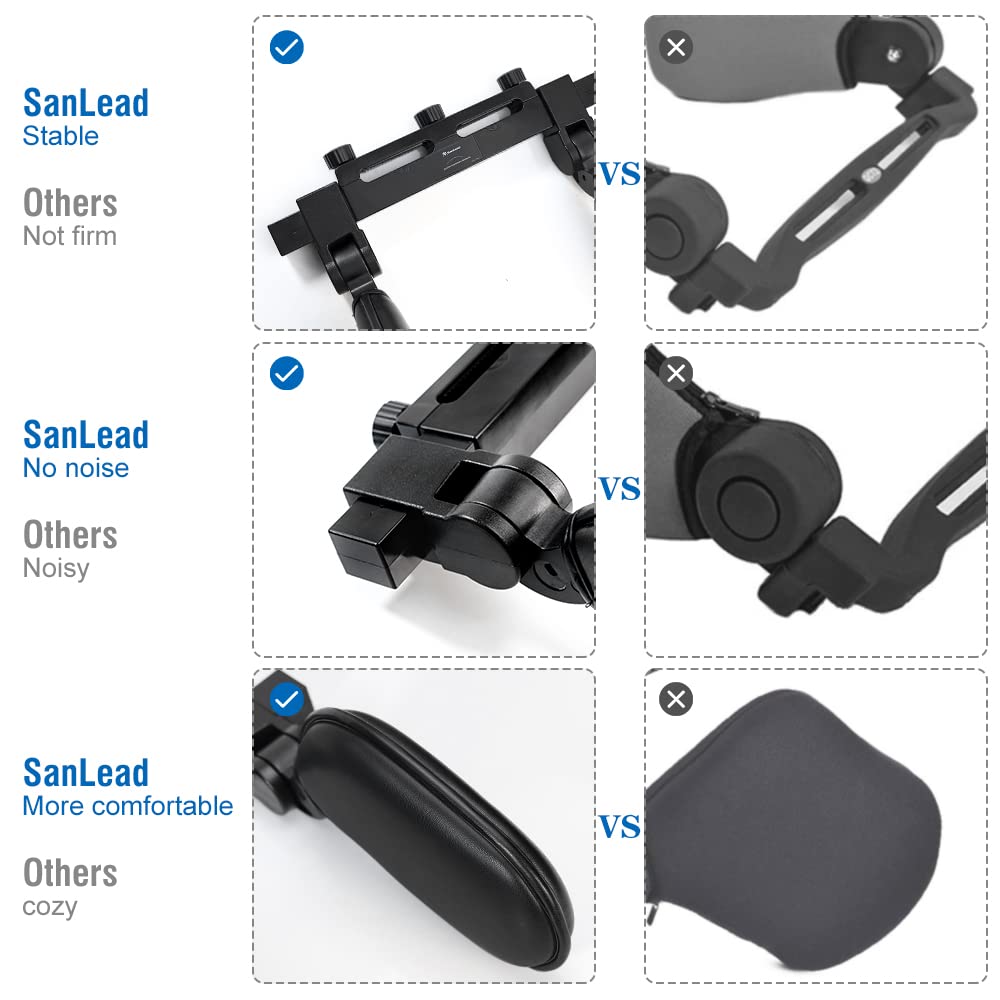 SanLead
Stable
VS
Others
Not firm
SanLead
No noise
VS
Others
Noisy
SanLead
More comfortable
VS
Others
cozy